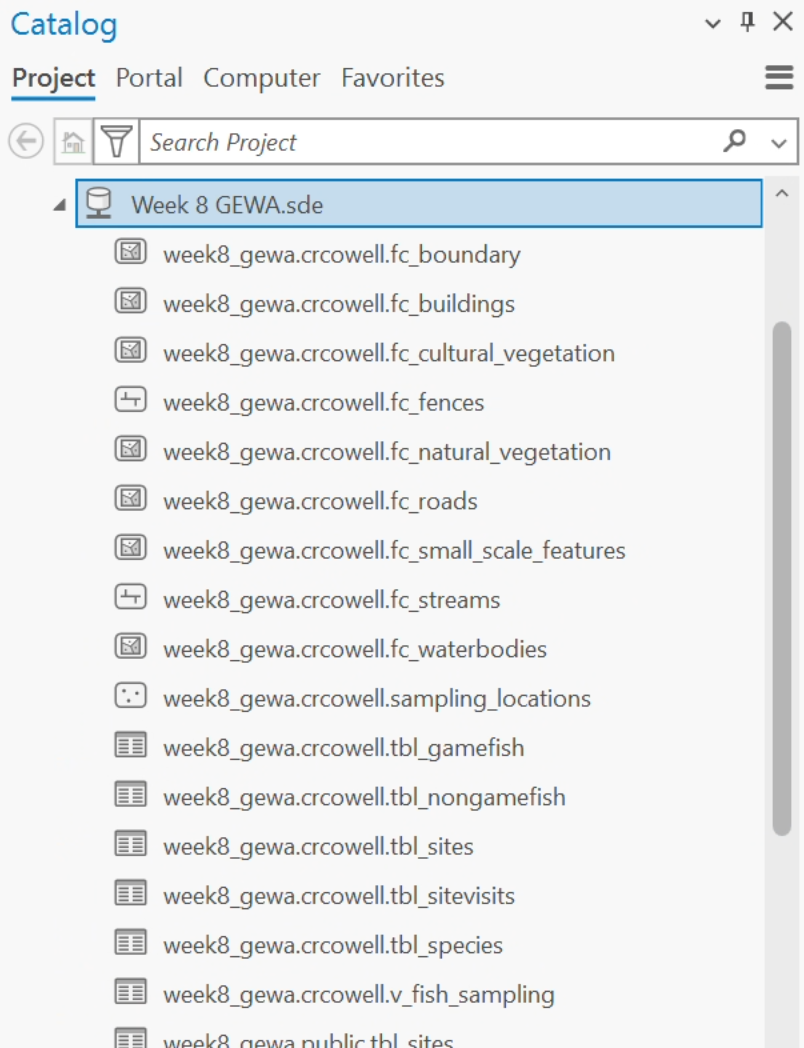 Catalog
Project Portal Computer Favorites
Search Project
Week 8 GEWA.sde
week8_gewa.crcowell.fc_boundary
week8_gewa.crcowell.fc_buildings
week8_gewa.crcowell.fc_cultural_vegetation
week8_gewa.crcowell.fc_fences
week8_gewa.crcowell.fc_natural_vegetation
week8_gewa.crcowell.fc_roads
week8_gewa.crcowell.fc_small_scale_features
week8_gewa.crcowell.fc_streams
week8_gewa.crcowell.fc_waterbodies
week8_gewa.crcowell.sampling_locations
week8_gewa.crcowell.tbl_gamefish
week8_gewa.crcowell.tbl_nongamefish
week8_gewa.crcowell.tbl_sites
week8_gewa.crcowell.tbl_sitevisits
week8_gewa.crcowell.tbl_species
week8_gewa.crcowell.v_fish_sampling
week8_gewa.public.tbl_sites